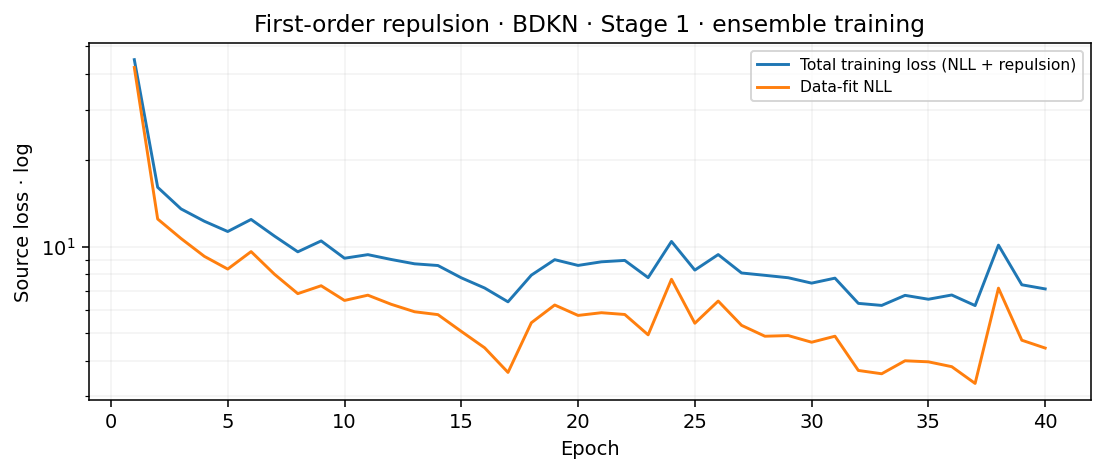 First-order repulsion · BDKN · Stage 1 · ensemble training
Total training loss (NLL + repulsion)
Data-fit NLL
Source loss · log
10¹
0 5 10 15 20 25 30 35 40
Epoch